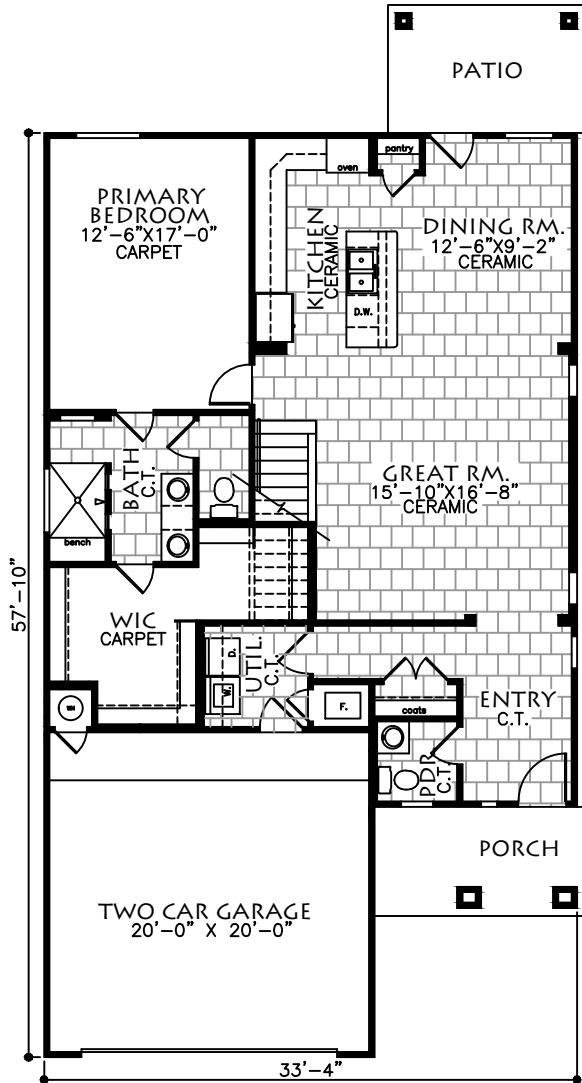 PATIO
pantry
oven
PRIMARY
BEDROOM
12'-6"X17'-0"
CARPET
KITCHEN
CERAMIC
DINING RM.
12'-6"X9'-2"
CERAMIC
D.W.
BATH
C.T.
GREAT RM.
15'-10"X16'-8"
CERAMIC
bench
57'-10"
WIC
CARPET
UTIL.
C.T.
D.
W.
F.
coats
ENTRY
C.T.
PDR
C.T.
PORCH
TWO CAR GARAGE
20'-0" X 20'-0"
33'-4"